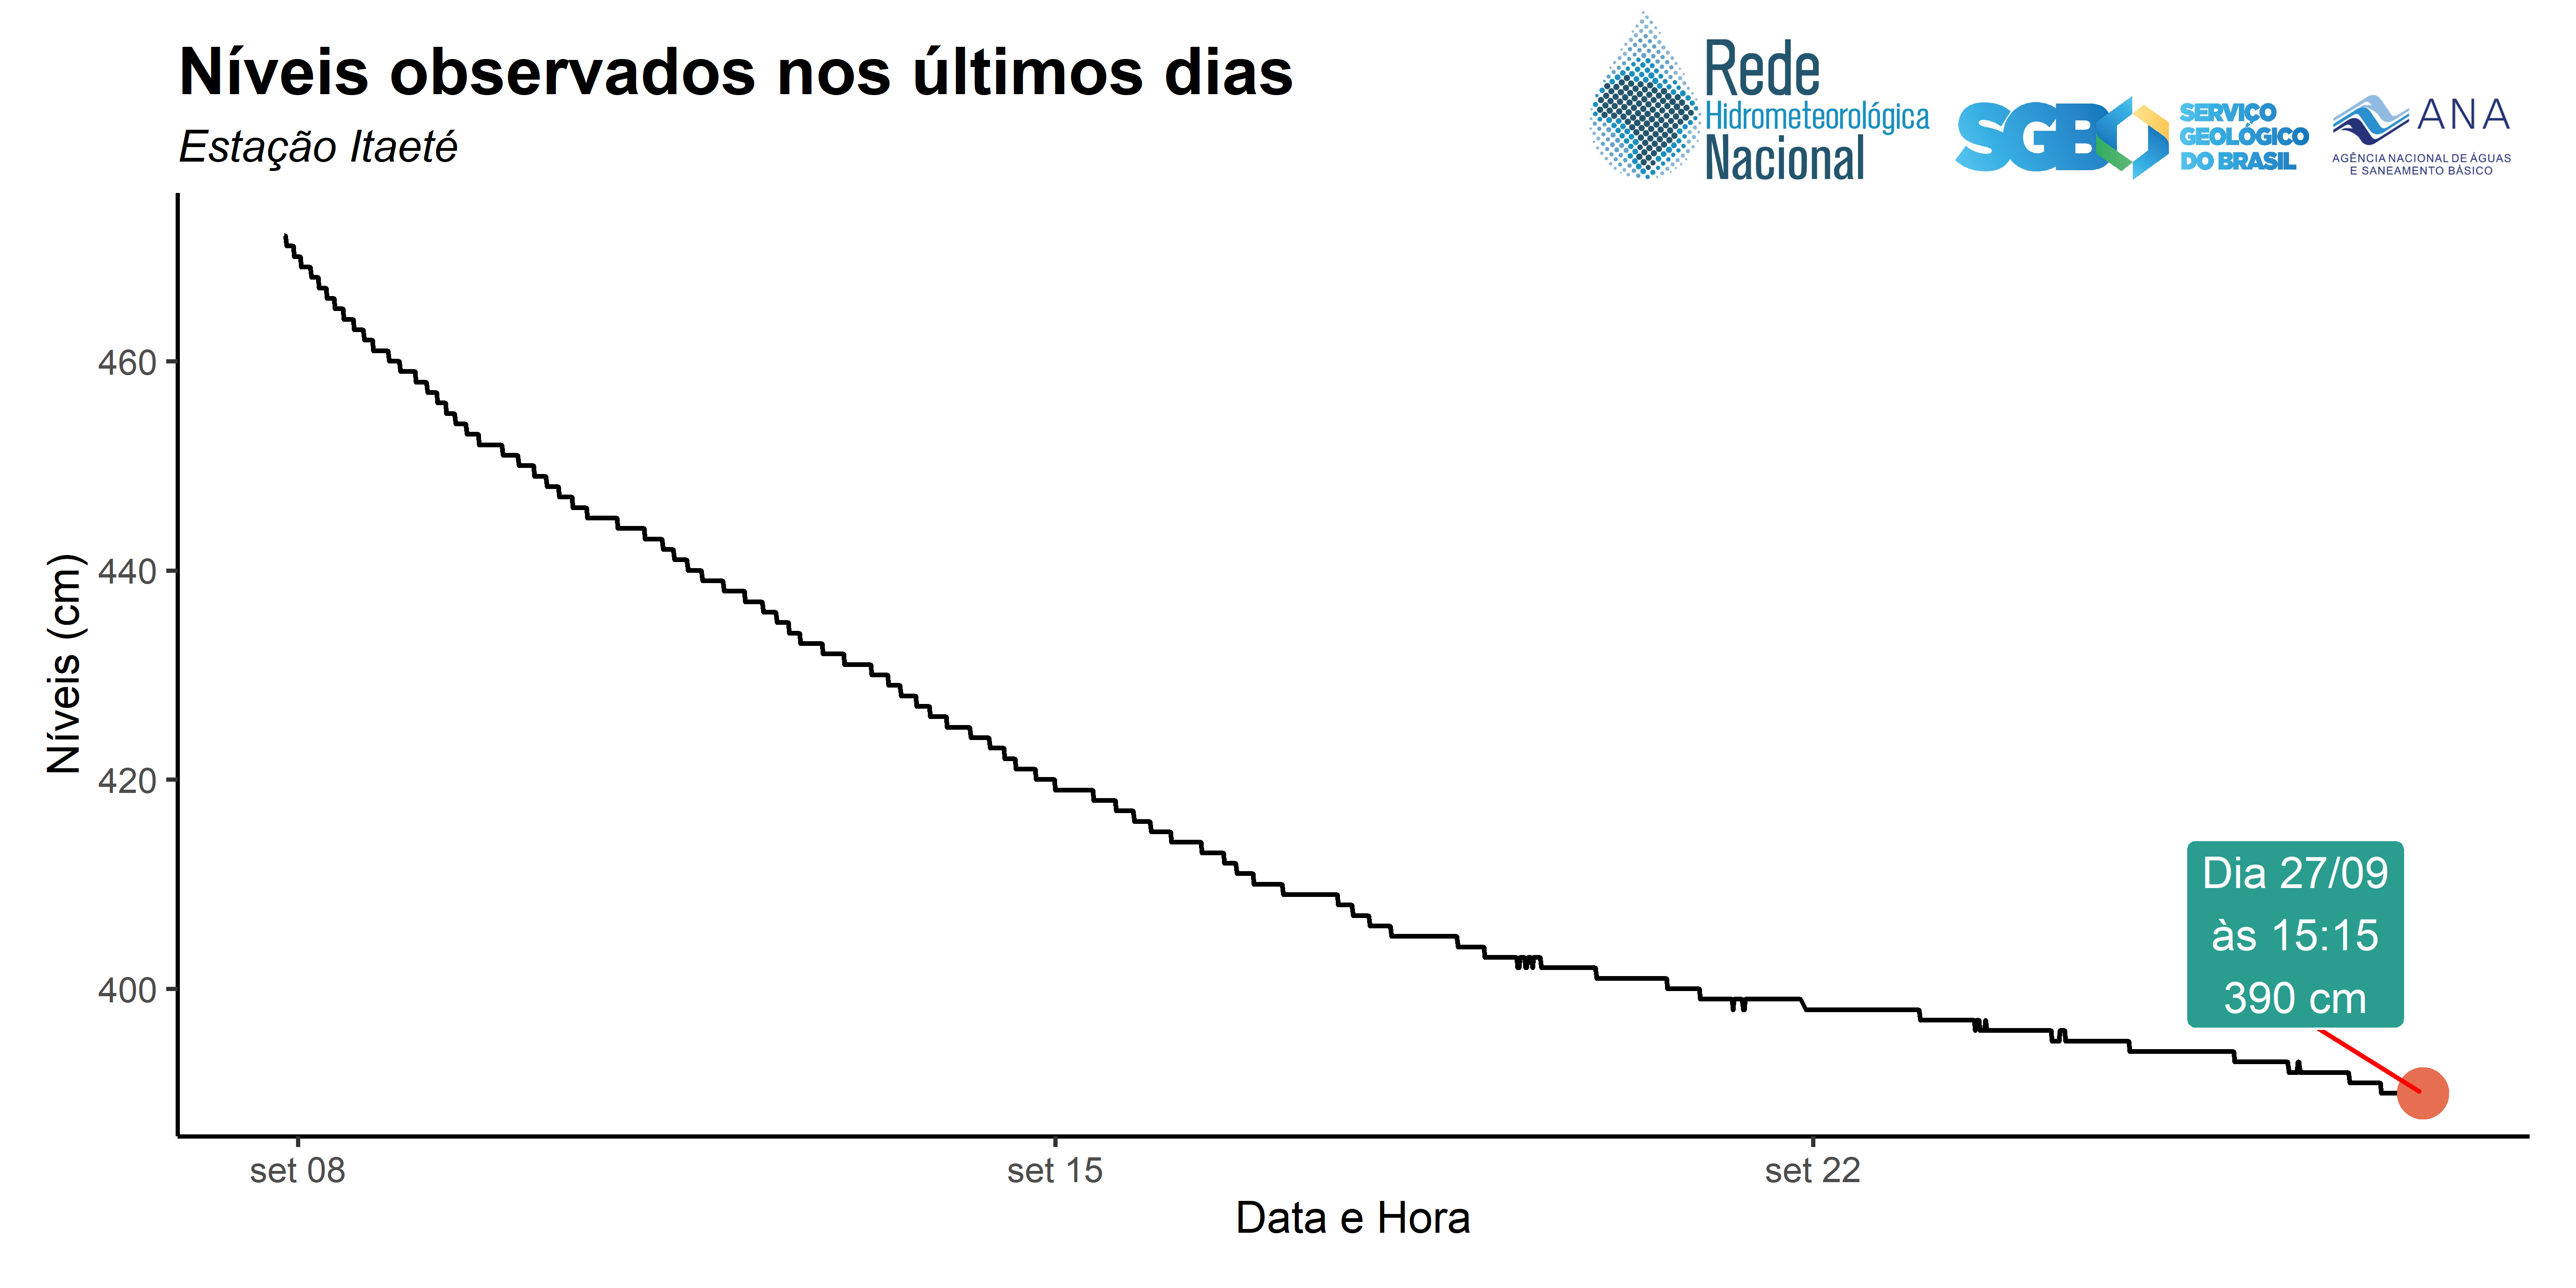 Níveis observados nos últimos dias
Estação Itaeté
Rede
Hidrometeorológica
Nacional
SGB
SERVIÇO
GEOLÓGICO
DO BRASIL
ANA
AGÊNCIA NACIONAL DE ÁGUAS
E SANEAMENTO BÁSICO
Níveis (cm)
460
440
420
400
Dia 27/09
às 15:15
390 cm
set 08
set 15
set 22
Data e Hora